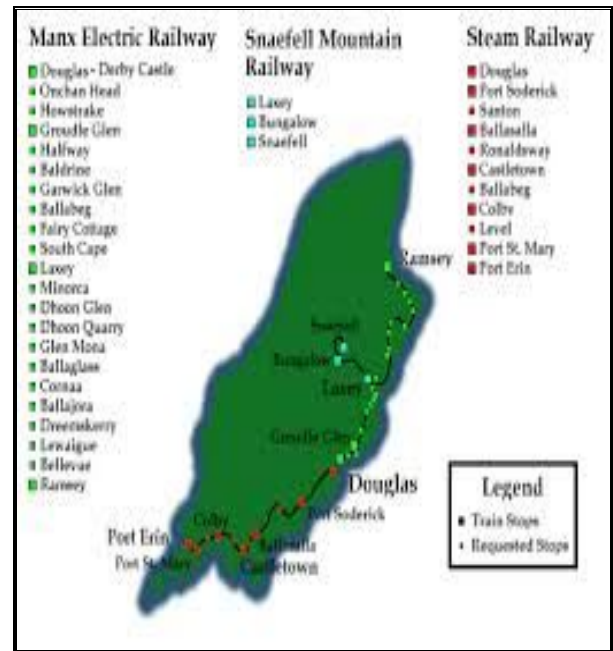 Manx Electric Railway
Douglas - Derby Castle
Onchan Head
Howstrake
Groudle Glen
Halfway
Baldrine
Garwick Glen
Ballabeg
Fairy Cottage
South Cape
Laxey
Minorca
Dhoon Glen
Dhoon Quarry
Glen Mona
Ballaglass
Cornaa
Ballajora
Dreemskerry
Lewaigue
Bellevue
Ramsey
Snaefell Mountain
Railway
Laxey
Bungalow
Snaefell
Steam Railway
Douglas
Port Soderick
Santon
Ballasalla
Ronaldsway
Castletown
Ballabeg
Colby
Level
Port St. Mary
Port Erin
Ramsey
Snaefell
Bungalow
Laxey
Groudle Glen
Douglas
Port Soderick
Colby
Port Erin
Ballasalla
Port St. Mary
Castletown
Legend
Train Stops
Requested Stops